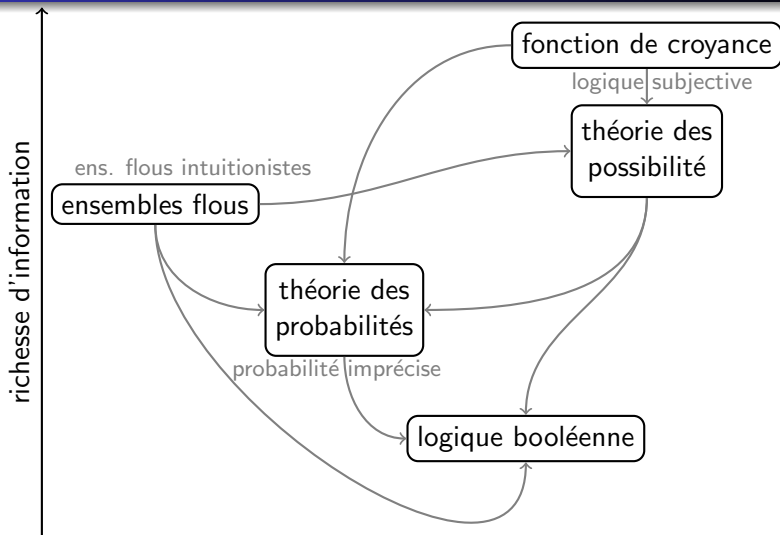 fonction de croyance
logique subjective
théorie des
possibilité
ens. flous intuitionistes
ensembles flous
richesse d'information
théorie des
probabilités
probabilité imprécise
logique booléenne